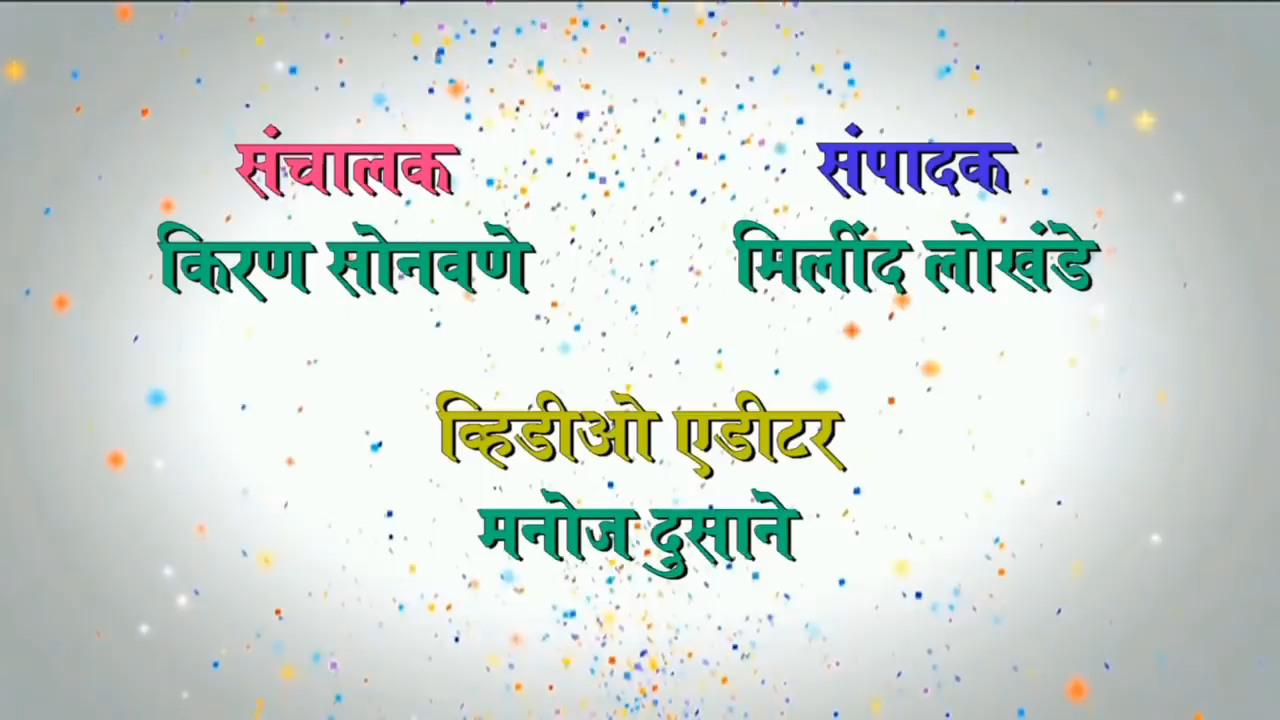 संचालक
किरण सोनवणे
संपादक
मिलींद लोखंडे
व्हिडीओ एडीटर
मनोज दुसाने